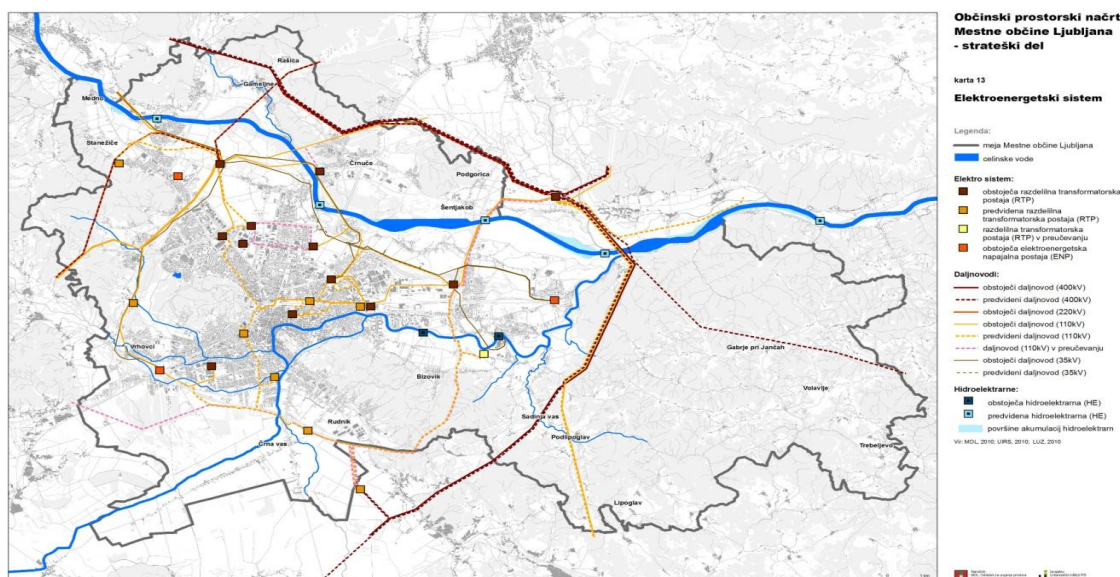 Občinski prostorski načrt
Mestne občine Ljubljana
- strateški del
karta 13
Elektroenergetski sistem
Legenda:
meja Mestne občine Ljubljana
celinske vode
Elektro sistem:
obstoječa razdelilna transformatorska
postaja (RTP)
predvidena razdelilna
transformatorska postaja (RTP)
razdelilna transformatorska
postaja (RTP) v preučevanju
obstoječa elektroenergetska
napajalna postaja (ENP)
Daljnovodi:
obstoječi daljnovod (400kV)
predvideni daljnovod (400kV)
obstoječi daljnovod (220kV)
obstoječi daljnovod (110kV)
predvideni daljnovod (110kV)
daljnovod (110kV) v preučevanju
obstoječi daljnovod (35kV)
predvideni daljnovod (35kV)
Hidroelektrarne:
obstoječa hidroelektrarna (HE)
predvidena hidroelektrarna (HE)
površine akumulacij hidroelektrarn
Vir: MOL, 2010; UIRS, 2010; LUZ, 2010
Rašica
Gameljne
Medno
Stanežiče
Črnuče
Podgorica
Šentjakob
Vrhovci
Bizovik
Gabrje pri Jančah
Volavlje
Rudnik
Sadinja vas
Podlipoglav
Črna vas
Trebeljevo
Lipoglav